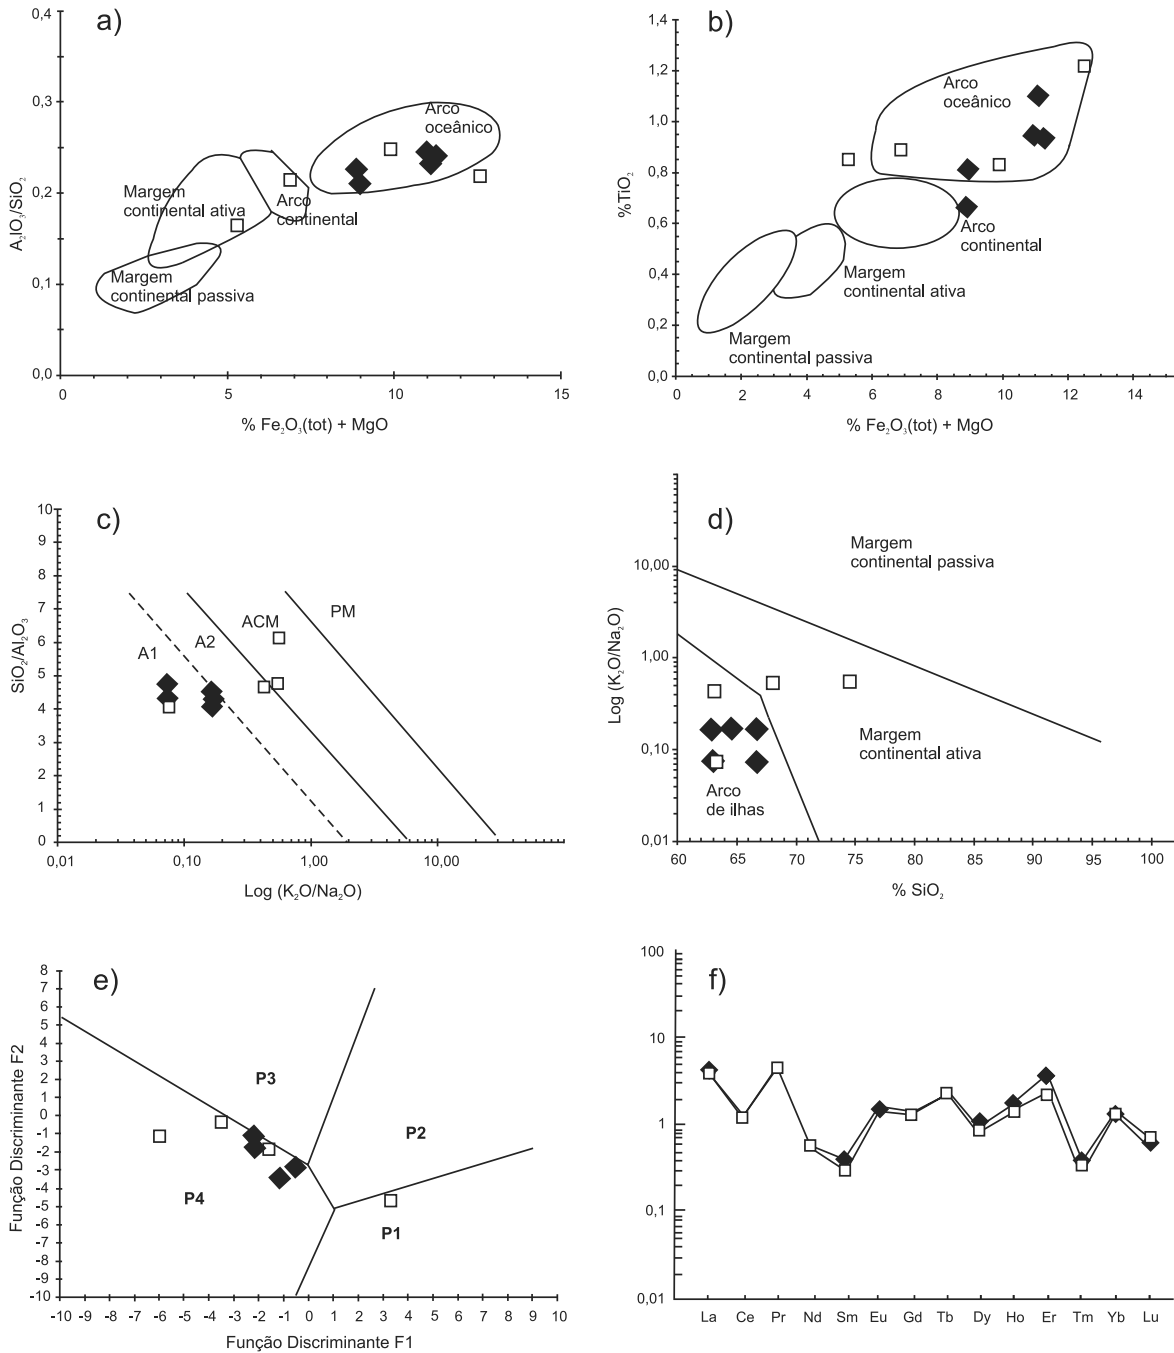 a)
A₂lO₃/SiO₂
0,4
0,3
0,2
0,1
0,0
Arco
oceânico
Margem
continental ativa
Arco
continental
Margem
continental passiva
0 5 10 15
% Fe₂O₃(tot) + MgO
b)
%TiO₂
1,4
1,2
1,0
0,8
0,6
0,4
0,2
0,0
Arco
oceânico
Arco
continental
Margem
continental ativa
Margem
continental passiva
0 2 4 6 8 10 12 14
% Fe₂O₃(tot) + MgO
c)
SiO₂/Al₂O₃
10
9
8
7
6
5
4
3
2
1
0
A1
A2
ACM
PM
0,01 0,10 1,00 10,00
Log (K₂O/Na₂O)
d)
Log (K₂O/Na₂O)
10,00
1,00
0,10
0,01
Margem
continental passiva
Margem
continental ativa
Arco
de ilhas
60 65 70 75 80 85 90 95 100
% SiO₂
e)
Função Discriminante F2
8
7
6
5
4
3
2
1
0
-1
-2
-3
-4
-5
-6
-7
-8
-9
-10
P3
P2
P4
P1
-10 -9 -8 -7 -6 -5 -4 -3 -2 -1 0 1 2 3 4 5 6 7 8 9 10
Função Discriminante F1
f)
100
10
1
0,1
0,01
La Ce Pr Nd Sm Eu Gd Tb Dy Ho Er Tm Yb Lu